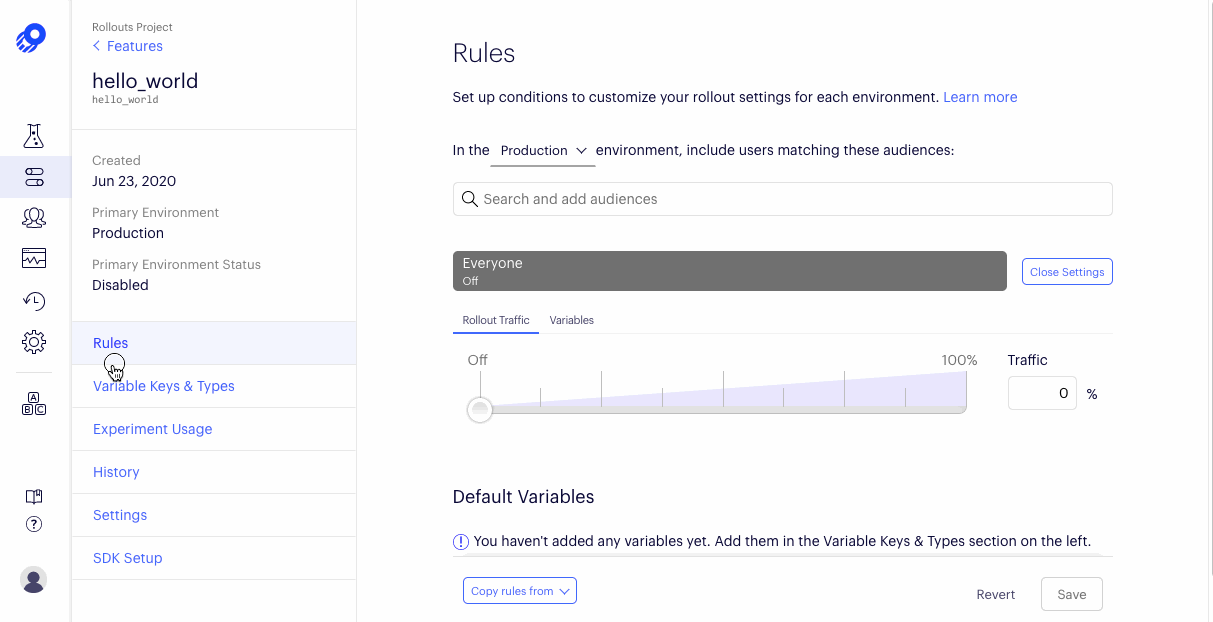 Rollouts Project
Features
hello_world
hello_world
Created
Jun 23, 2020
Primary Environment
Production
Primary Environment Status
Disabled
Rules
Variable Keys & Types
Experiment Usage
History
Settings
SDK Setup
A
B C
?
Rules
Set up conditions to customize your rollout settings for each environment. Learn more
In the Production environment, include users matching these audiences:
Search and add audiences
Everyone
Off
Close Settings
Rollout Traffic Variables
Off 100% Traffic
0 %
Default Variables
! You haven't added any variables yet. Add them in the Variable Keys & Types section on the left.
Copy rules from Revert Save